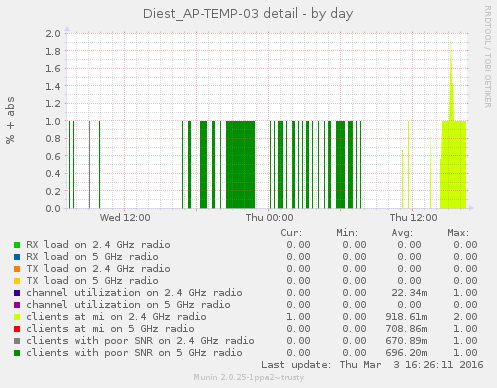 Diest_AP-TEMP-03 detail - by day
RRDTOOL / TOBI OETIKER
% + abs
2.0
1.8
1.6
1.4
1.2
1.0
0.8
0.6
0.4
0.2
0.0
Wed 12:00 Thu 00:00 Thu 12:00
Cur: Min: Avg: Max:
RX load on 2.4 GHz radio 0.00 0.00 0.00 0.00
RX load on 5 GHz radio 0.00 0.00 0.00 0.00
TX load on 2.4 GHz radio 0.00 0.00 0.00 0.00
TX load on 5 GHz radio 0.00 0.00 0.00 0.00
channel utilization on 2.4 GHz radio 0.00 0.00 22.34m 1.00
channel utilization on 5 GHz radio 0.00 0.00 0.00 0.00
clients at mi on 2.4 GHz radio 1.00 0.00 918.61m 2.00
clients at mi on 5 GHz radio 0.00 0.00 708.86m 1.00
clients with poor SNR on 2.4 GHz radio 0.00 0.00 670.89m 1.00
clients with poor SNR on 5 GHz radio 0.00 0.00 696.20m 1.00
Last update: Thu Mar 3 16:26:11 2016
Munin 2.0.25-1ppa2~trusty